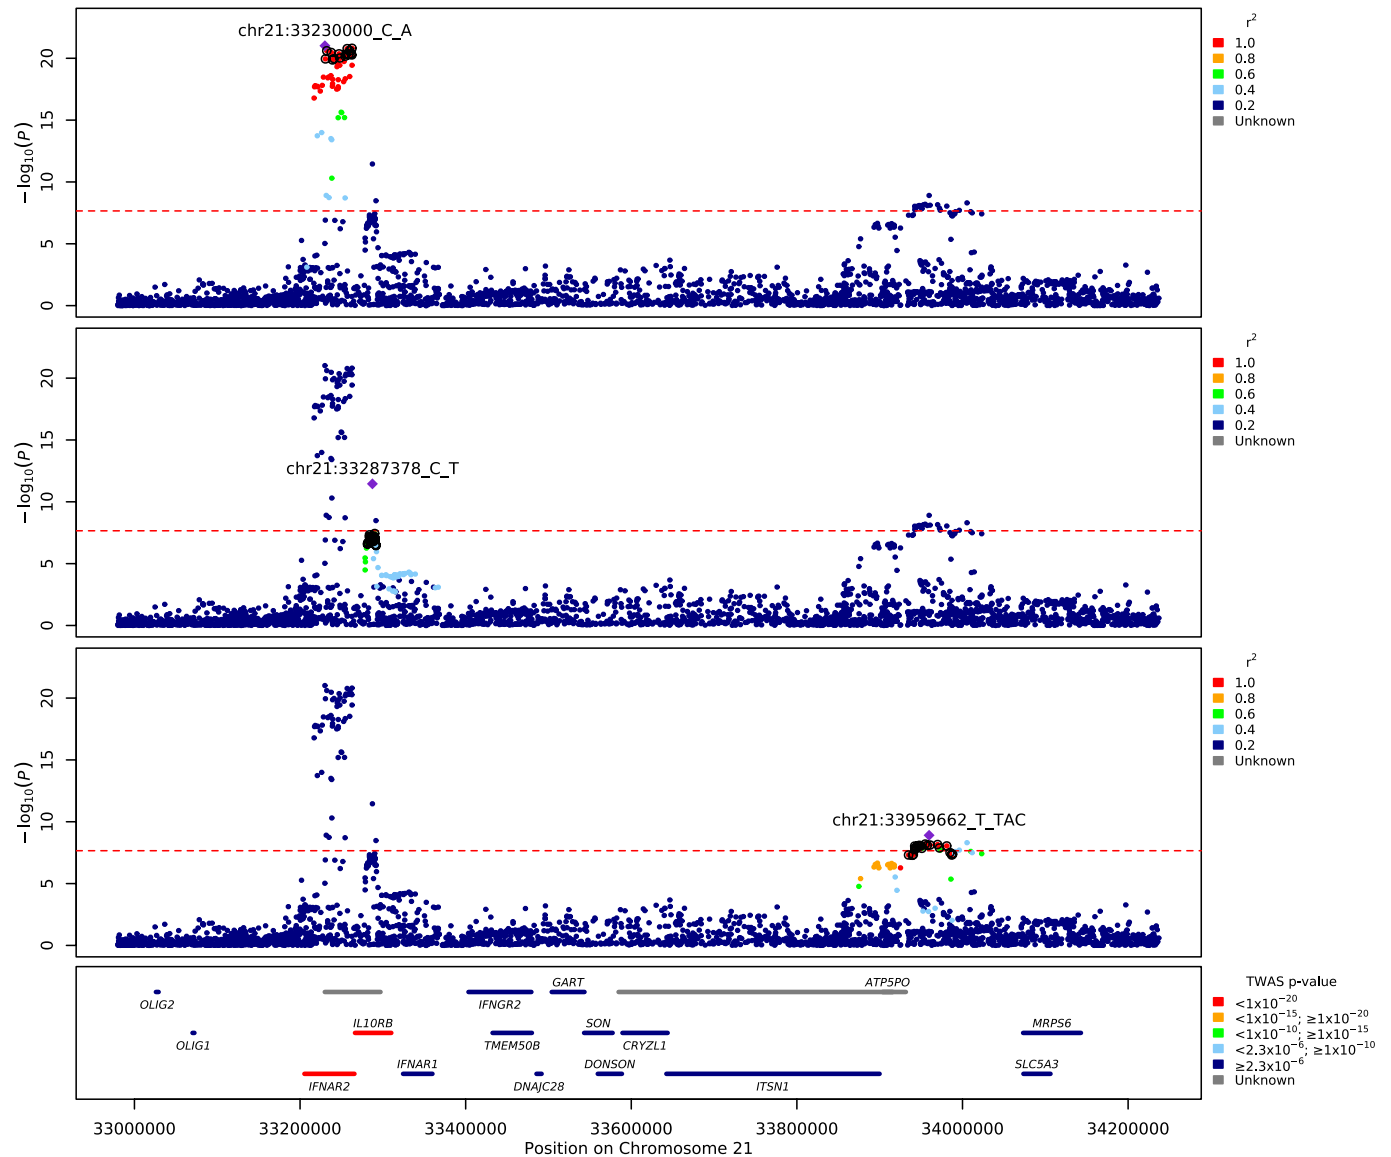 chr21:33230000_C_A
−log10(P)
0
5
10
15
20
r2
1.0
0.8
0.6
0.4
0.2
Unknown
chr21:33287378_C_T
−log10(P)
0
5
10
15
20
r2
1.0
0.8
0.6
0.4
0.2
Unknown
chr21:33959662_T_TAC
−log10(P)
0
5
10
15
20
r2
1.0
0.8
0.6
0.4
0.2
Unknown
GART ATP5PO
OLIG2 IFNGR2
IL10RB SON MRPS6
OLIG1 TMEM50B CRYZL1
IFNAR1 DONSON SLC5A3
IFNAR2 DNAJC28 ITSN1
TWAS p-value
<1x10−20
<1x10−15; ≥1x10−20
<1x10−10; ≥1x10−15
<2.3x10−6; ≥1x10−10
≥2.3x10−6
Unknown
33000000 33200000 33400000 33600000 33800000 34000000 34200000
Position on Chromosome 21